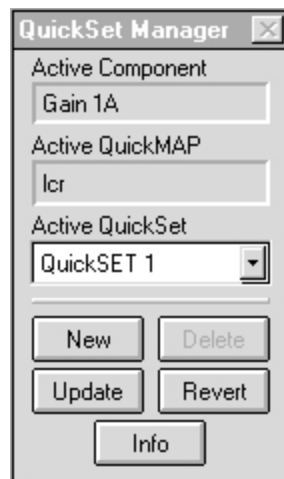 QuickSet Manager
Active Component
Gain 1A
Active QuickMAP
lcr
Active QuickSet
QuickSET 1
New Delete
Update Revert
Info